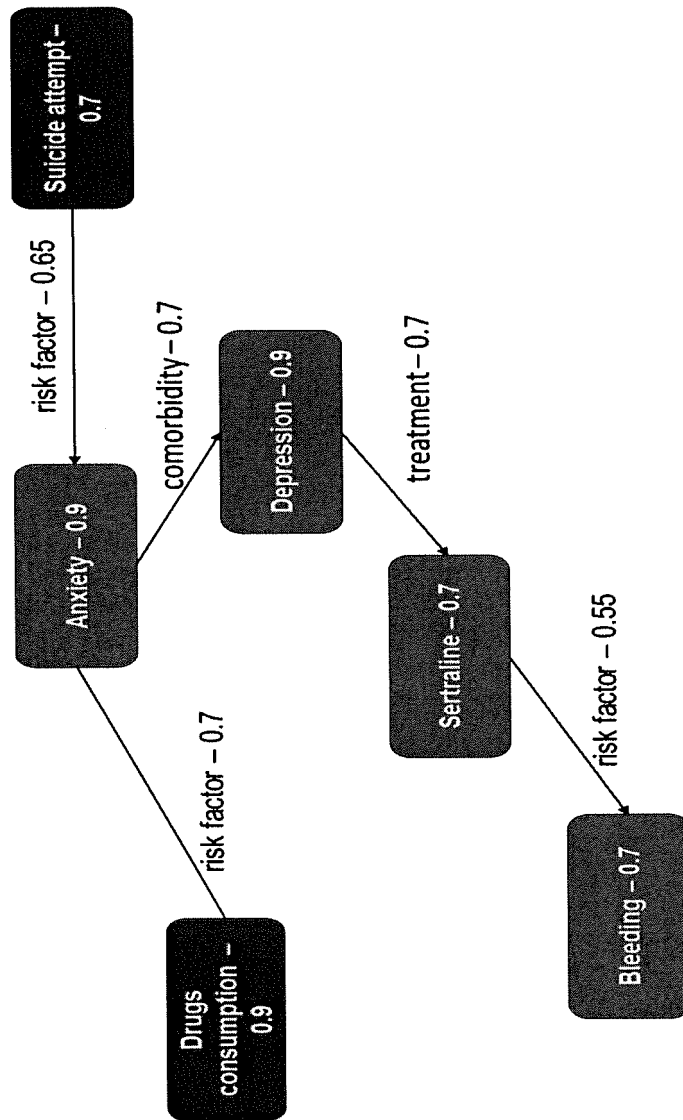 Suicide attempt –
0.7
risk factor – 0.65
Anxiety – 0.9
comorbidity – 0.7
Depression – 0.9
risk factor – 0.7
treatment – 0.7
Drugs
consumption –
0.9
Sertraline – 0.7
risk factor – 0.55
Bleeding – 0.7